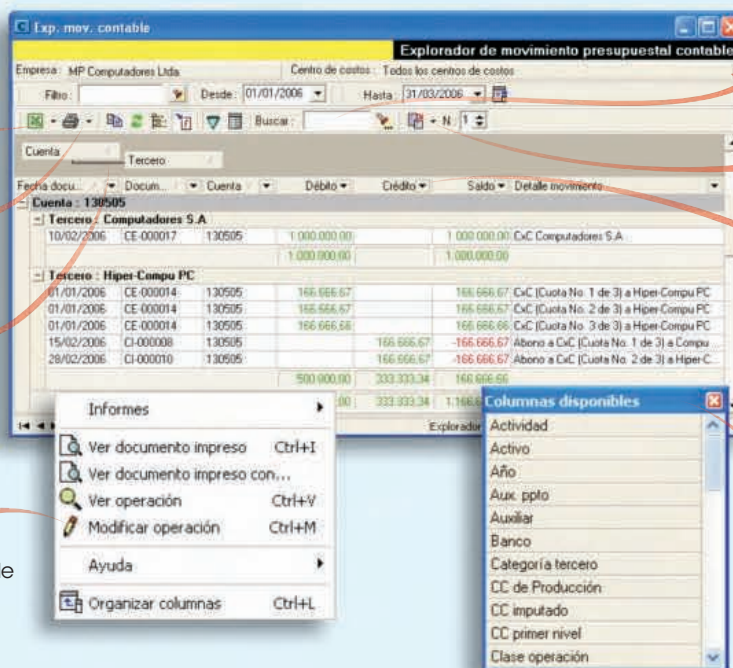 Exp. mov. contable
Explorador de movimiento presupuestal contable
Empresa: MP Computadores Ltda Centro de costos: Todos los centros de costos
Filtro: Desde: 01/01/2006 Hasta: 31/03/2006
Buscar: N 1
Cuenta
Tercero
Fecha docu... Docum... Cuenta Débito Crédito Saldo Detalle movimiento
Cuenta : 130505
Tercero : Computadores S.A
10/02/2006 CE-000017 130505 1.000.000,00 1.000.000,00 CxC Computadores S.A
1.000.000,00 1.000.000,00
Tercero : Hiper-Compu PC
01/01/2006 CE-000014 130505 166.666,67 166.666,67 CxC (Cuota No. 1 de 3) a Hiper-Compu PC
01/01/2006 CE-000014 130505 166.666,67 166.666,67 CxC (Cuota No. 2 de 3) a Hiper-Compu PC
01/01/2006 CE-000014 130505 166.666,66 166.666,66 CxC (Cuota No. 3 de 3) a Hiper-Compu PC
15/02/2006 CI-000008 130505 166.666,67 -166.666,67 Abono a CxC (Cuota No. 1 de 3) a Compu
28/02/2006 CI-000010 130505 166.666,67 -166.666,67 Abono a CxC (Cuota No. 2 de 3) a Hiper-C...
500.000,00 333.333,34 166.666,66
,00 333.333,34 1.166.6
Explorador
Informes
Ver documento impreso Ctrl+I
Ver documento impreso con...
Ver operación Ctrl+V
Modificar operación Ctrl+M
Ayuda
Organizar columnas Ctrl+L
Columnas disponibles
Actividad
Activo
Año
Aux. ppto
Auxiliar
Banco
Categoría tercero
CC de Producción
CC imputado
CC primer nivel
Clase operación